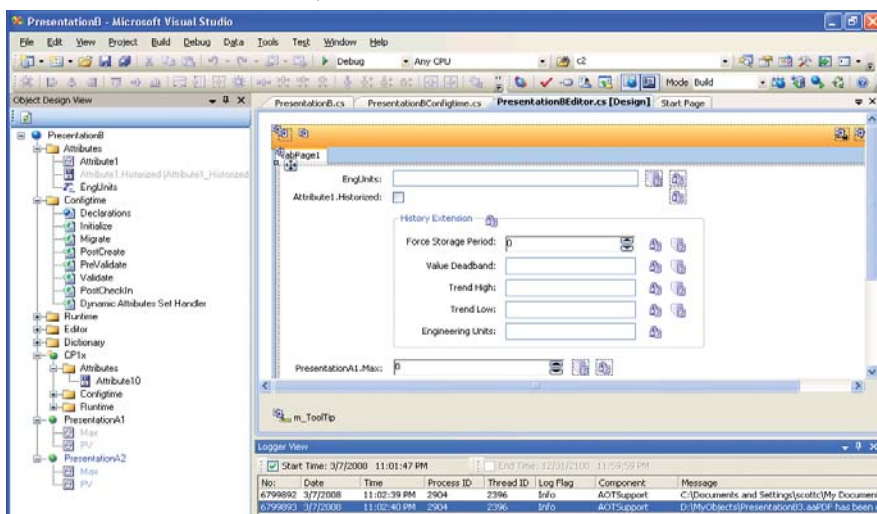 PresentationB - Microsoft Visual Studio
File Edit View Project Build Debug Data Tools Test Window Help
Debug Any CPU c2
Mode Build
Object Design View
PresentationB.cs PresentationBConfigtime.cs PresentationBEditor.cs [Design] Start Page
PresentationB
Attributes
Attribute1
Attribute1.Historized (Attribute1_Historized
EngUnits
Configtime
Declarations
Initialize
Migrate
PostCreate
PreValidate
Validate
PostCheckIn
Dynamic Attributes Set Handler
Runtime
Editor
Dictionary
CP1x
Attributes
Attribute10
Configtime
Runtime
PresentationA1
Max
PV
PresentationA2
Max
PV
abPage1
EngUnits:
Attribute1.Historized:
History Extension
Force Storage Period: 0
Value Deadband:
Trend High:
Trend Low:
Engineering Units:
PresentationA1.Max: 0
m_ToolTip
Logger View
Start Time: 3/7/2008 11:01:47 PM End Time: 12/31/2100 11:59:59 PM
No: Date Time Process ID Thread ID Log Flag Component Message
6799892 3/7/2008 11:02:39 PM 2904 2396 Info AOTSupport C:\Documents and Settings\scottc\My Documen
6799893 3/7/2008 11:02:40 PM 2904 2396 Info AOTSupport D:\MyObjects\PresentationB3.aaPDF has been